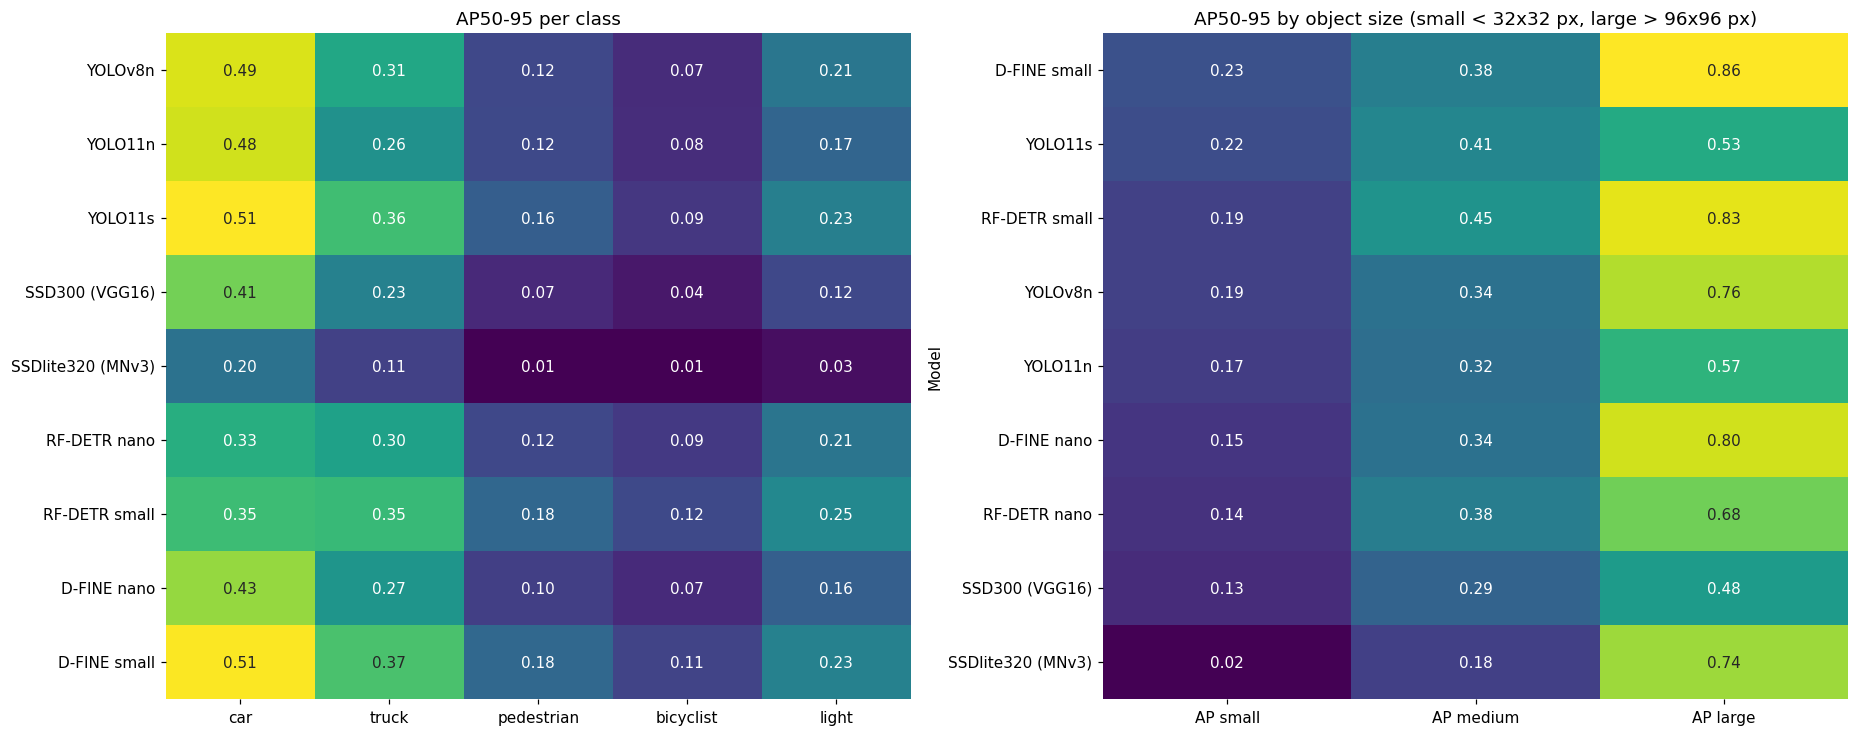 AP50-95 per class
YOLOv8n 0.49 0.31 0.12 0.07 0.21
YOLO11n 0.48 0.26 0.12 0.08 0.17
YOLO11s 0.51 0.36 0.16 0.09 0.23
SSD300 (VGG16) 0.41 0.23 0.07 0.04 0.12
SSDlite320 (MNv3) 0.20 0.11 0.01 0.01 0.03
RF-DETR nano 0.33 0.30 0.12 0.09 0.21
RF-DETR small 0.35 0.35 0.18 0.12 0.25
D-FINE nano 0.43 0.27 0.10 0.07 0.16
D-FINE small 0.51 0.37 0.18 0.11 0.23
car truck pedestrian bicyclist light
AP50-95 by object size (small < 32x32 px, large > 96x96 px)
Model
D-FINE small 0.23 0.38 0.86
YOLO11s 0.22 0.41 0.53
RF-DETR small 0.19 0.45 0.83
YOLOv8n 0.19 0.34 0.76
YOLO11n 0.17 0.32 0.57
D-FINE nano 0.15 0.34 0.80
RF-DETR nano 0.14 0.38 0.68
SSD300 (VGG16) 0.13 0.29 0.48
SSDlite320 (MNv3) 0.02 0.18 0.74
AP small AP medium AP large